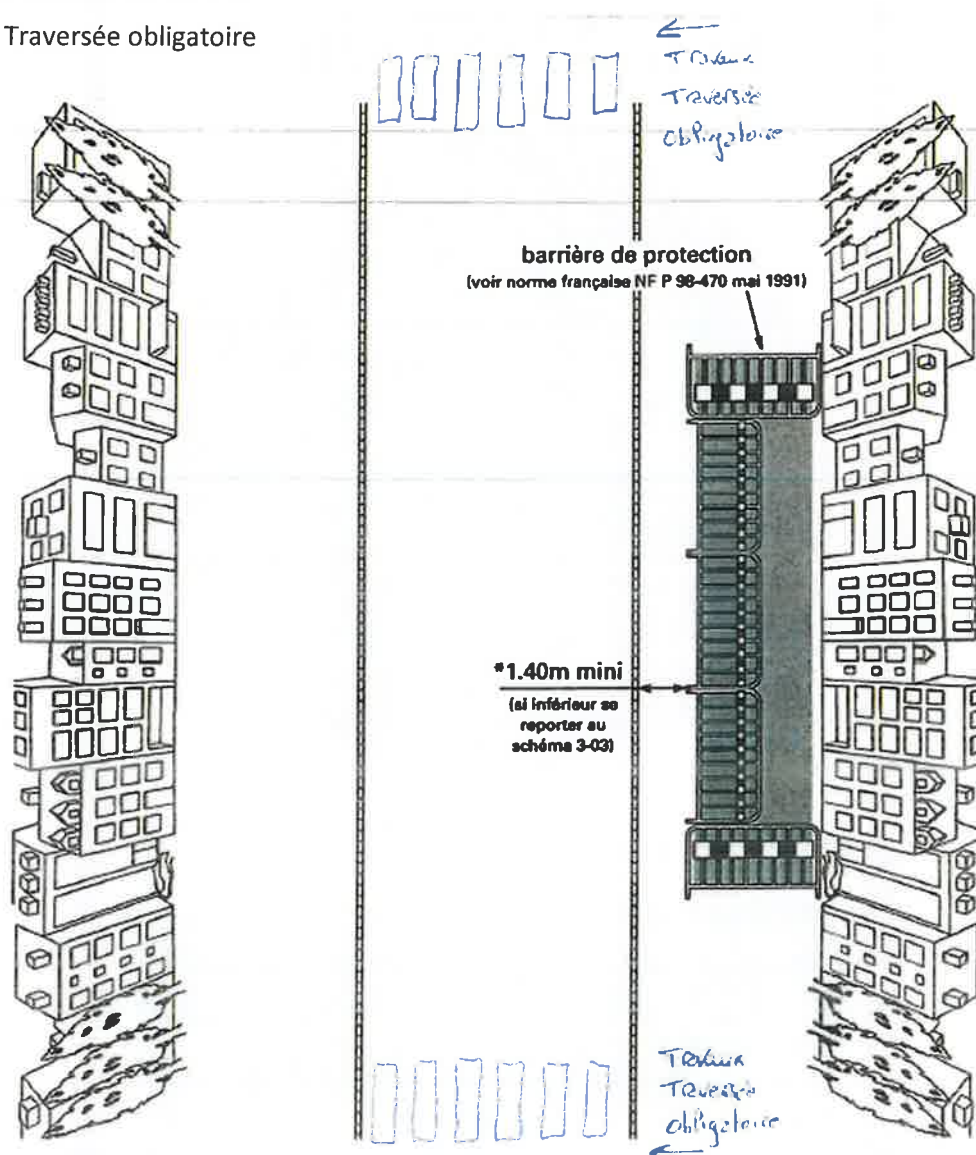 Traversée obligatoire
Travaux
Traversée
obligatoire
barrière de protection
(voir norme française NF P 98-470 mai 1991)
*1.40m mini
(si inférieur se
reporter au
schéma 3-03)
Travaux
Traversée
obligatoire